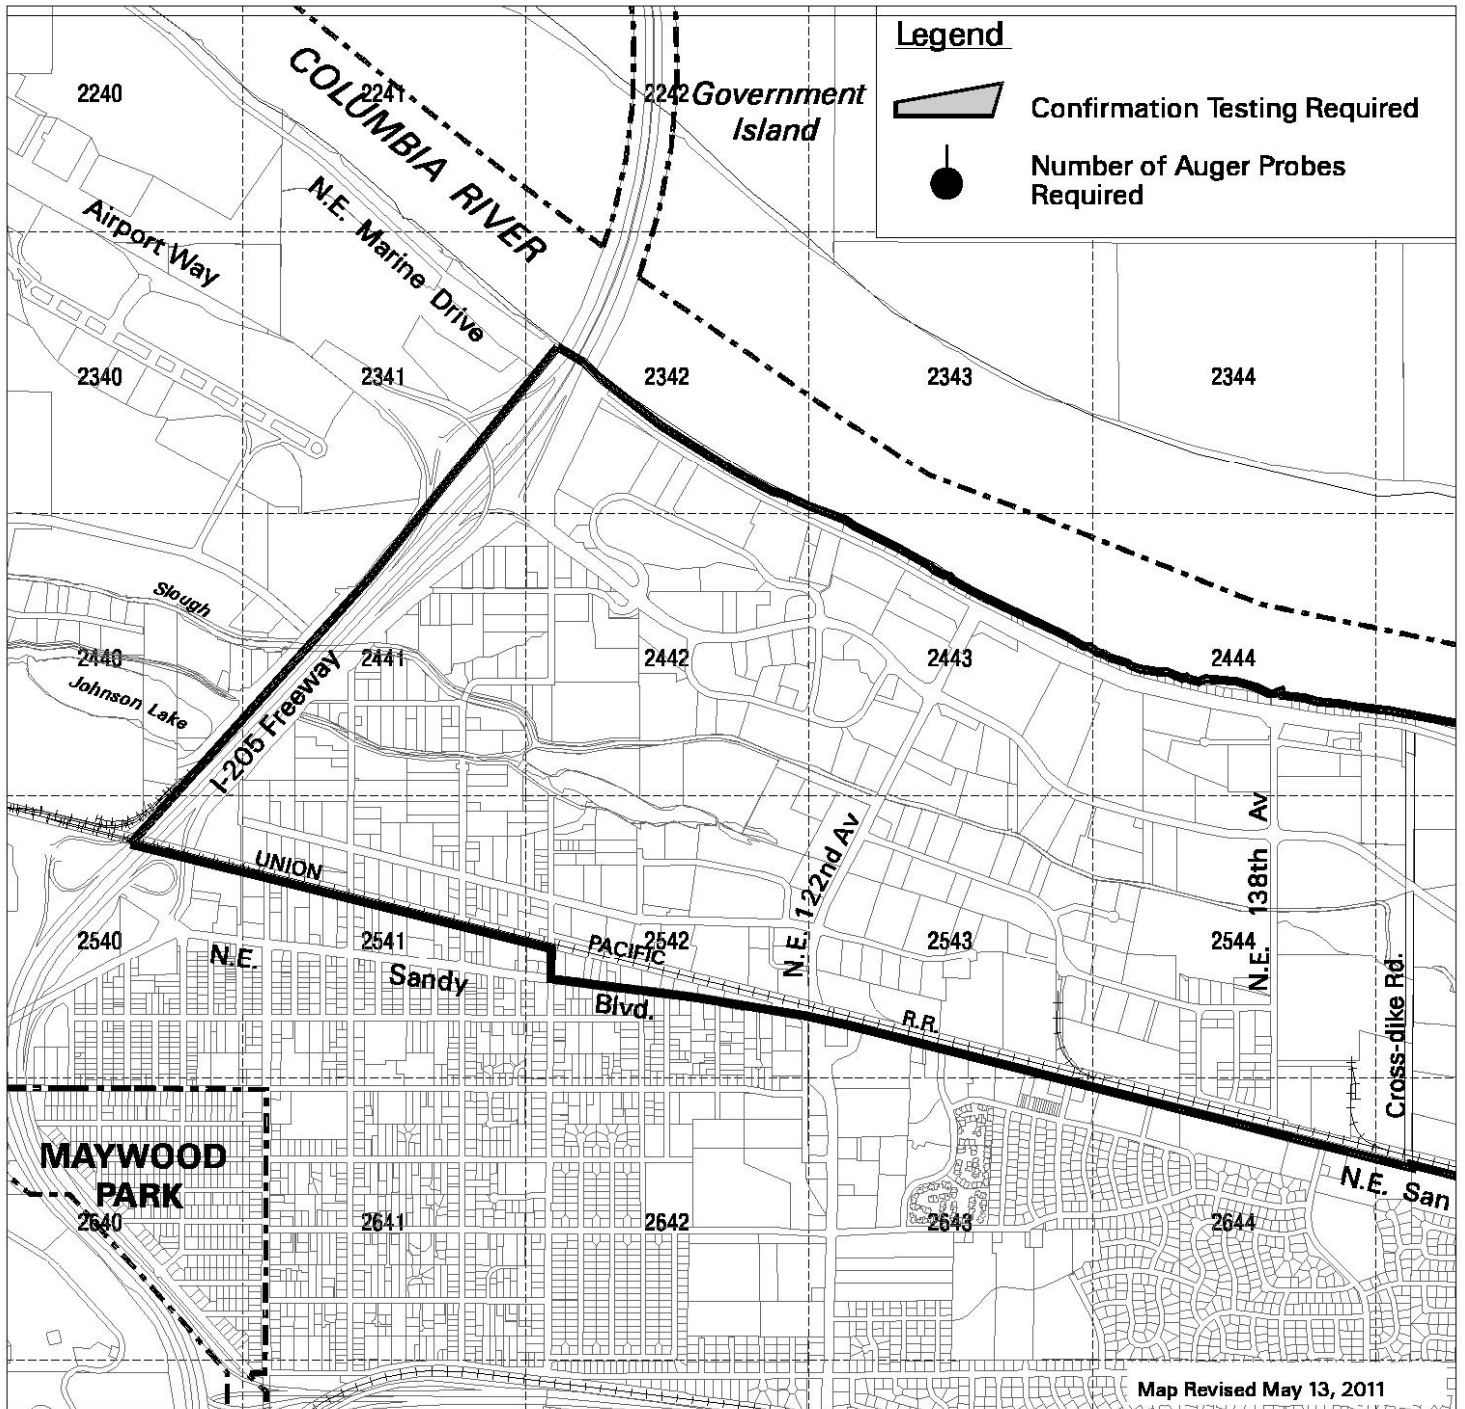 Legend
Confirmation Testing Required
Number of Auger Probes
Required
2240
2241
2242
Government
Island
COLUMBIA RIVER
N.E. Marine Drive
Airport Way
2340
2341
2342
2343
2344
Slough
2440
2441
2442
2443
2444
Johnson Lake
I-205 Freeway
UNION
PACIFIC
R.R.
N.E. 122nd Av
N.E. 138th Av
Cross-dike Rd.
2540
2541
2542
2543
2544
N.E.
Sandy
Blvd.
MAYWOOD
PARK
N.E. San
2640
2641
2642
2643
2644
Map Revised May 13, 2011